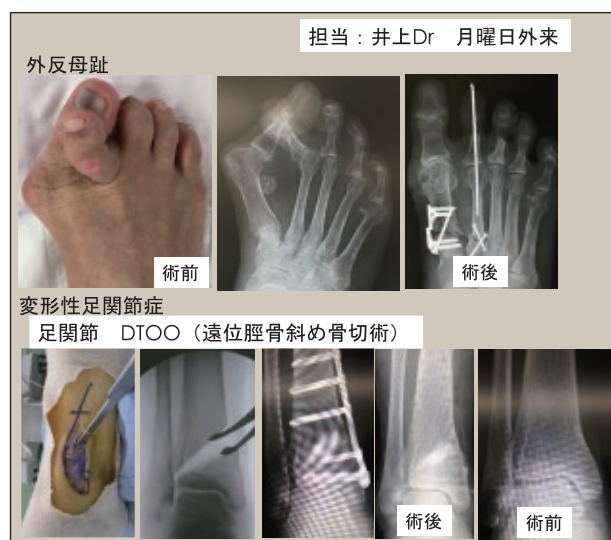 担当：井上Dr　月曜日外来
外反母趾
術前
術後
変形性足関節症
足関節　DTOO（遠位脛骨斜め骨切術）
術後
術前